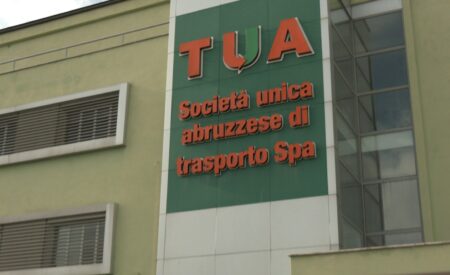 TUA
Società unica
abruzzese di
trasporto Spa